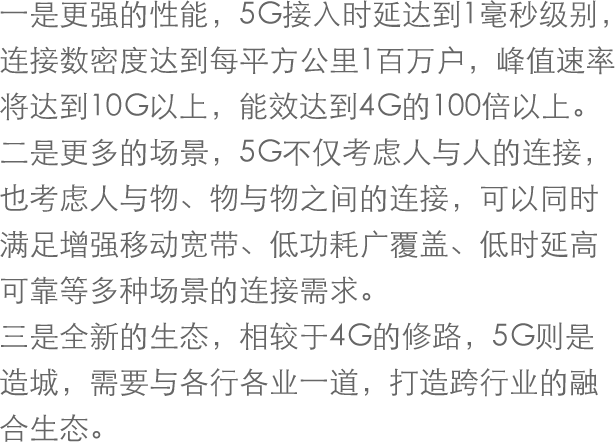 一是更强的性能，5G接入时延达到1毫秒级别，
连接数密度达到每平方公里1百万户，峰值速率
将达到10G以上，能效达到4G的100倍以上。
二是更多的场景，5G不仅考虑人与人的连接，
也考虑人与物、物与物之间的连接，可以同时
满足增强移动宽带、低功耗广覆盖、低时延高
可靠等多种场景的连接需求。
三是全新的生态，相较于4G的修路，5G则是
造城，需要与各行各业一道，打造跨行业的融
合生态。